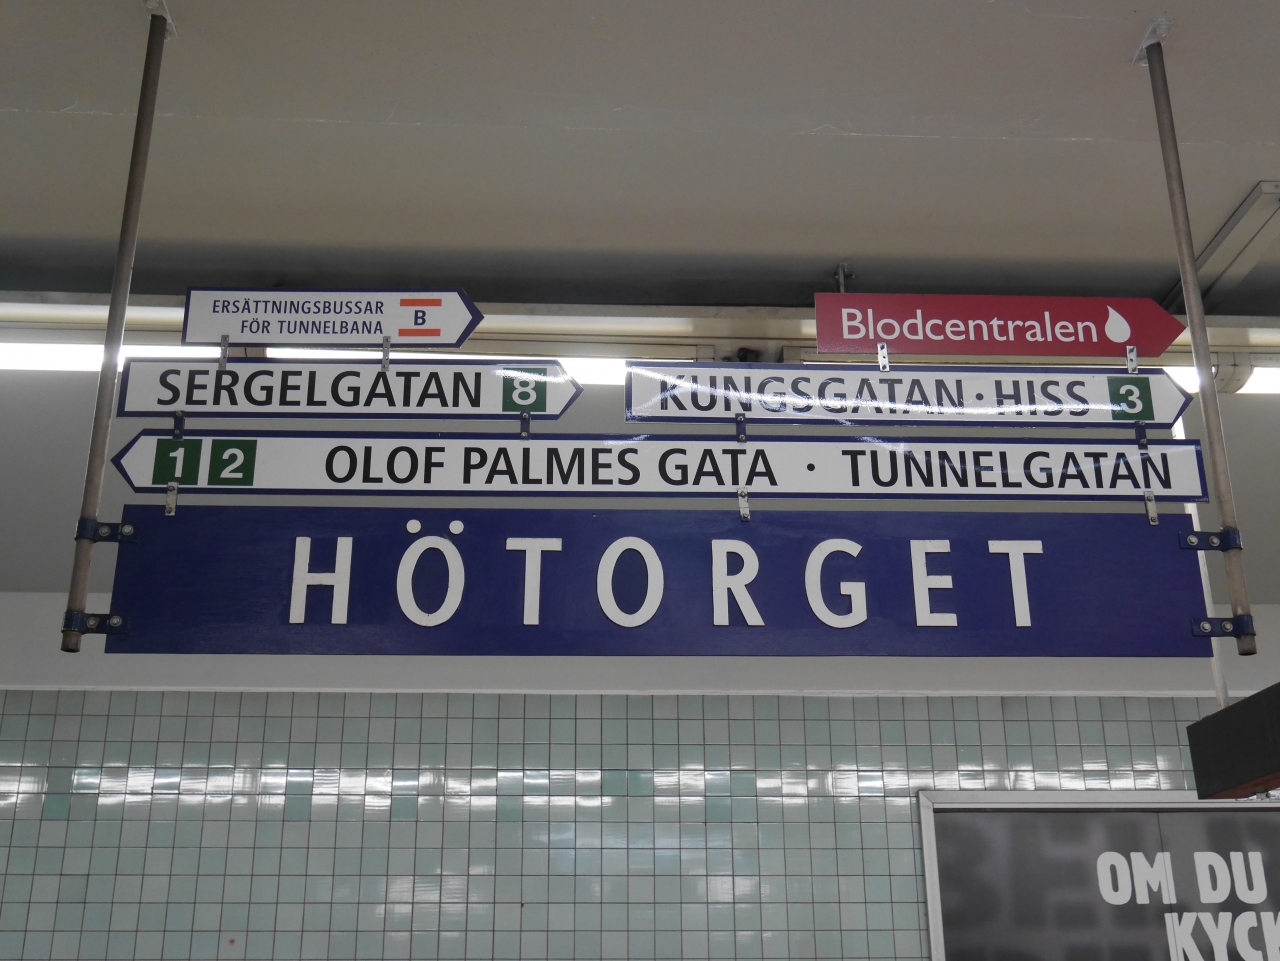 ERSÄTTNINGSBUSSAR
FÖR TUNNELBANA
B
Blodcentralen
SERGELGATAN 8
KUNGSGATAN · HISS 3
1 2 OLOF PALMES GATA · TUNNELGATAN
HÖTORGET
OM DU